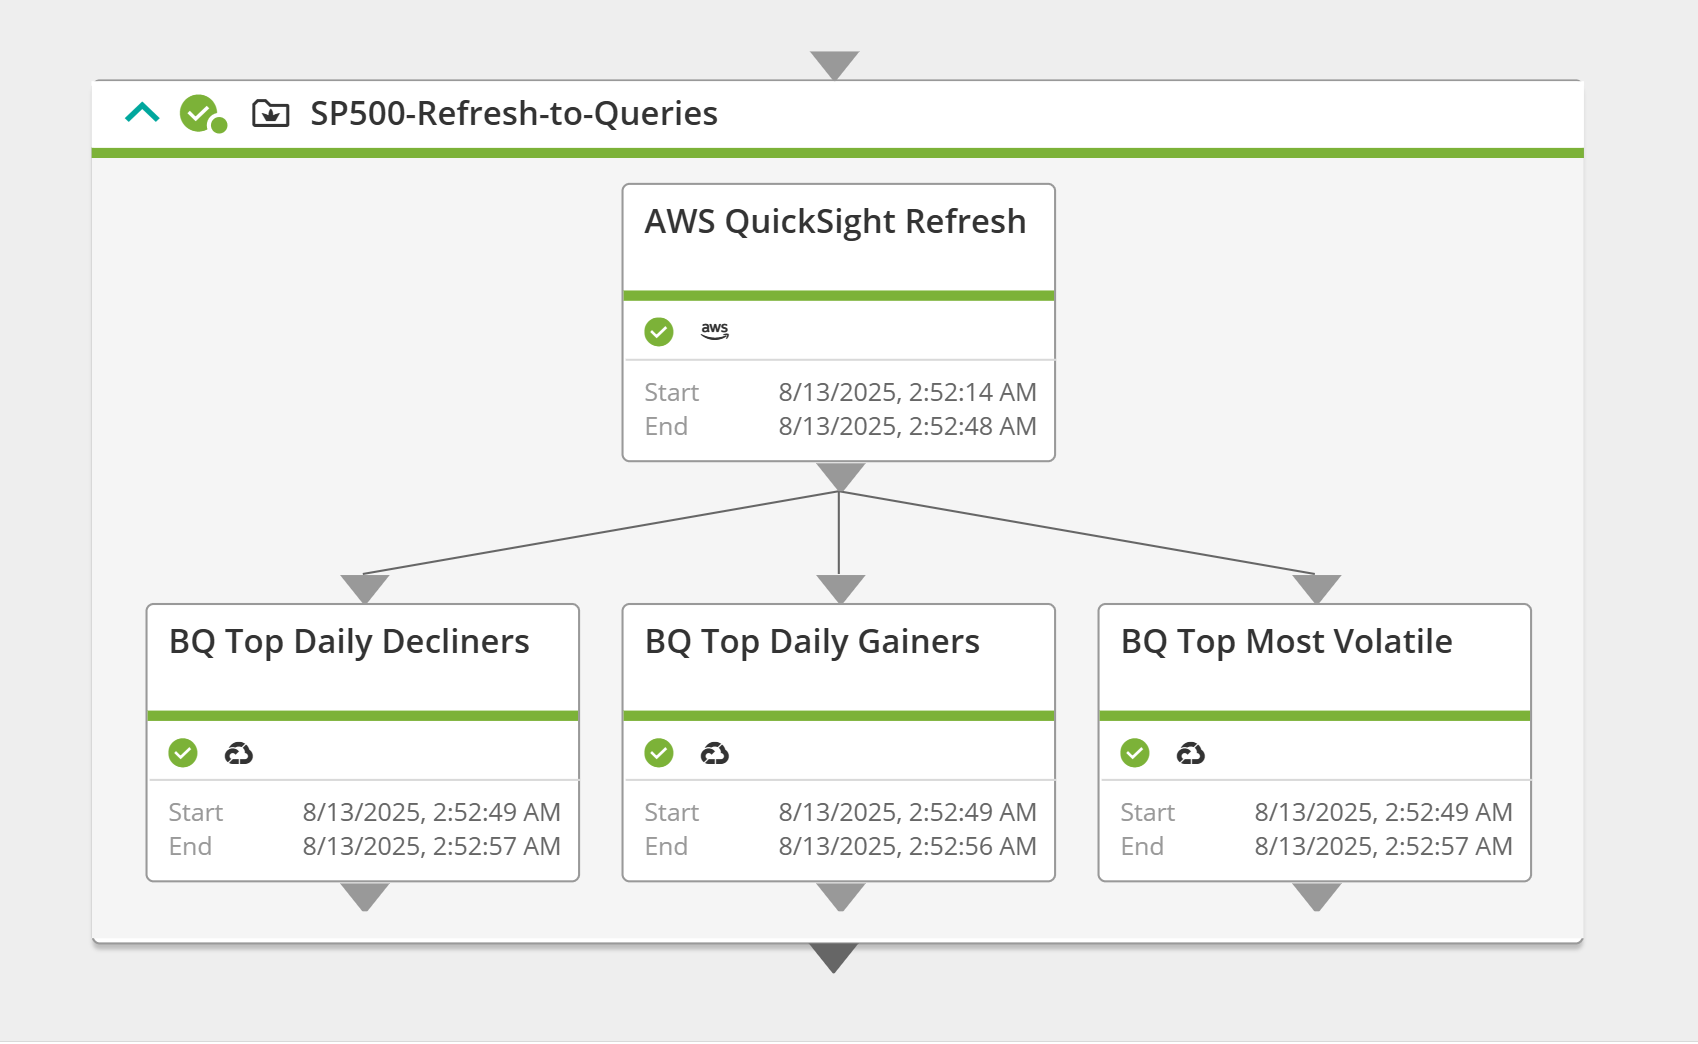 SP500-Refresh-to-Queries
AWS QuickSight Refresh
aws
Start 8/13/2025, 2:52:14 AM
End 8/13/2025, 2:52:48 AM
BQ Top Daily Decliners
Start 8/13/2025, 2:52:49 AM
End 8/13/2025, 2:52:57 AM
BQ Top Daily Gainers
Start 8/13/2025, 2:52:49 AM
End 8/13/2025, 2:52:56 AM
BQ Top Most Volatile
Start 8/13/2025, 2:52:49 AM
End 8/13/2025, 2:52:57 AM